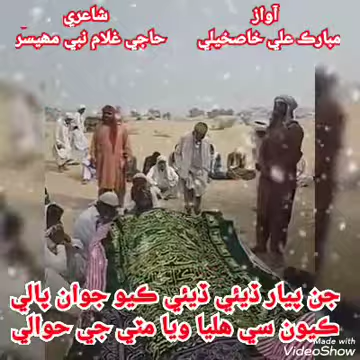 آواز
شاعري
مبارڪ علي خاصخيلي
حاجي غلام نبي مهيسر
جن پيار ڏيئي ڏيئي ڪيو جوان پالي
ڪيون سي هليا ويا مٽي جي حوالي
Made with
VideoShow